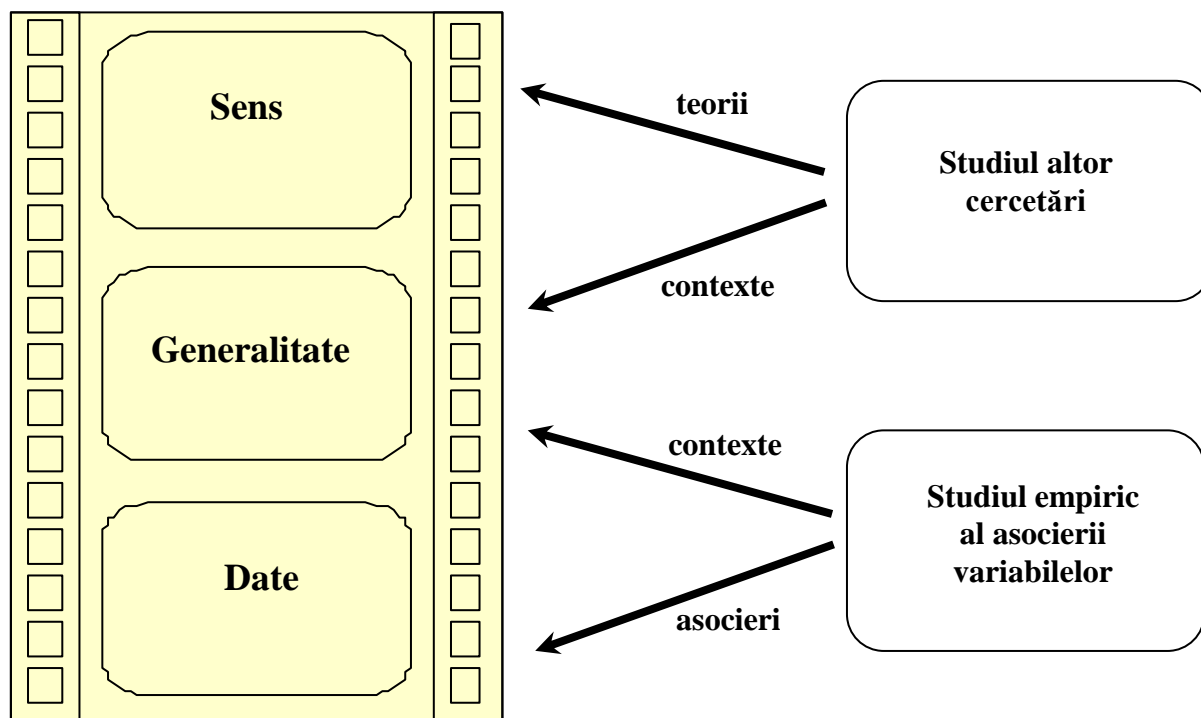 Sens
Generalitate
Date
teorii
contexte
contexte
asocieri
Studiul altor
cercetări
Studiul empiric
al asocierii
variabilelor